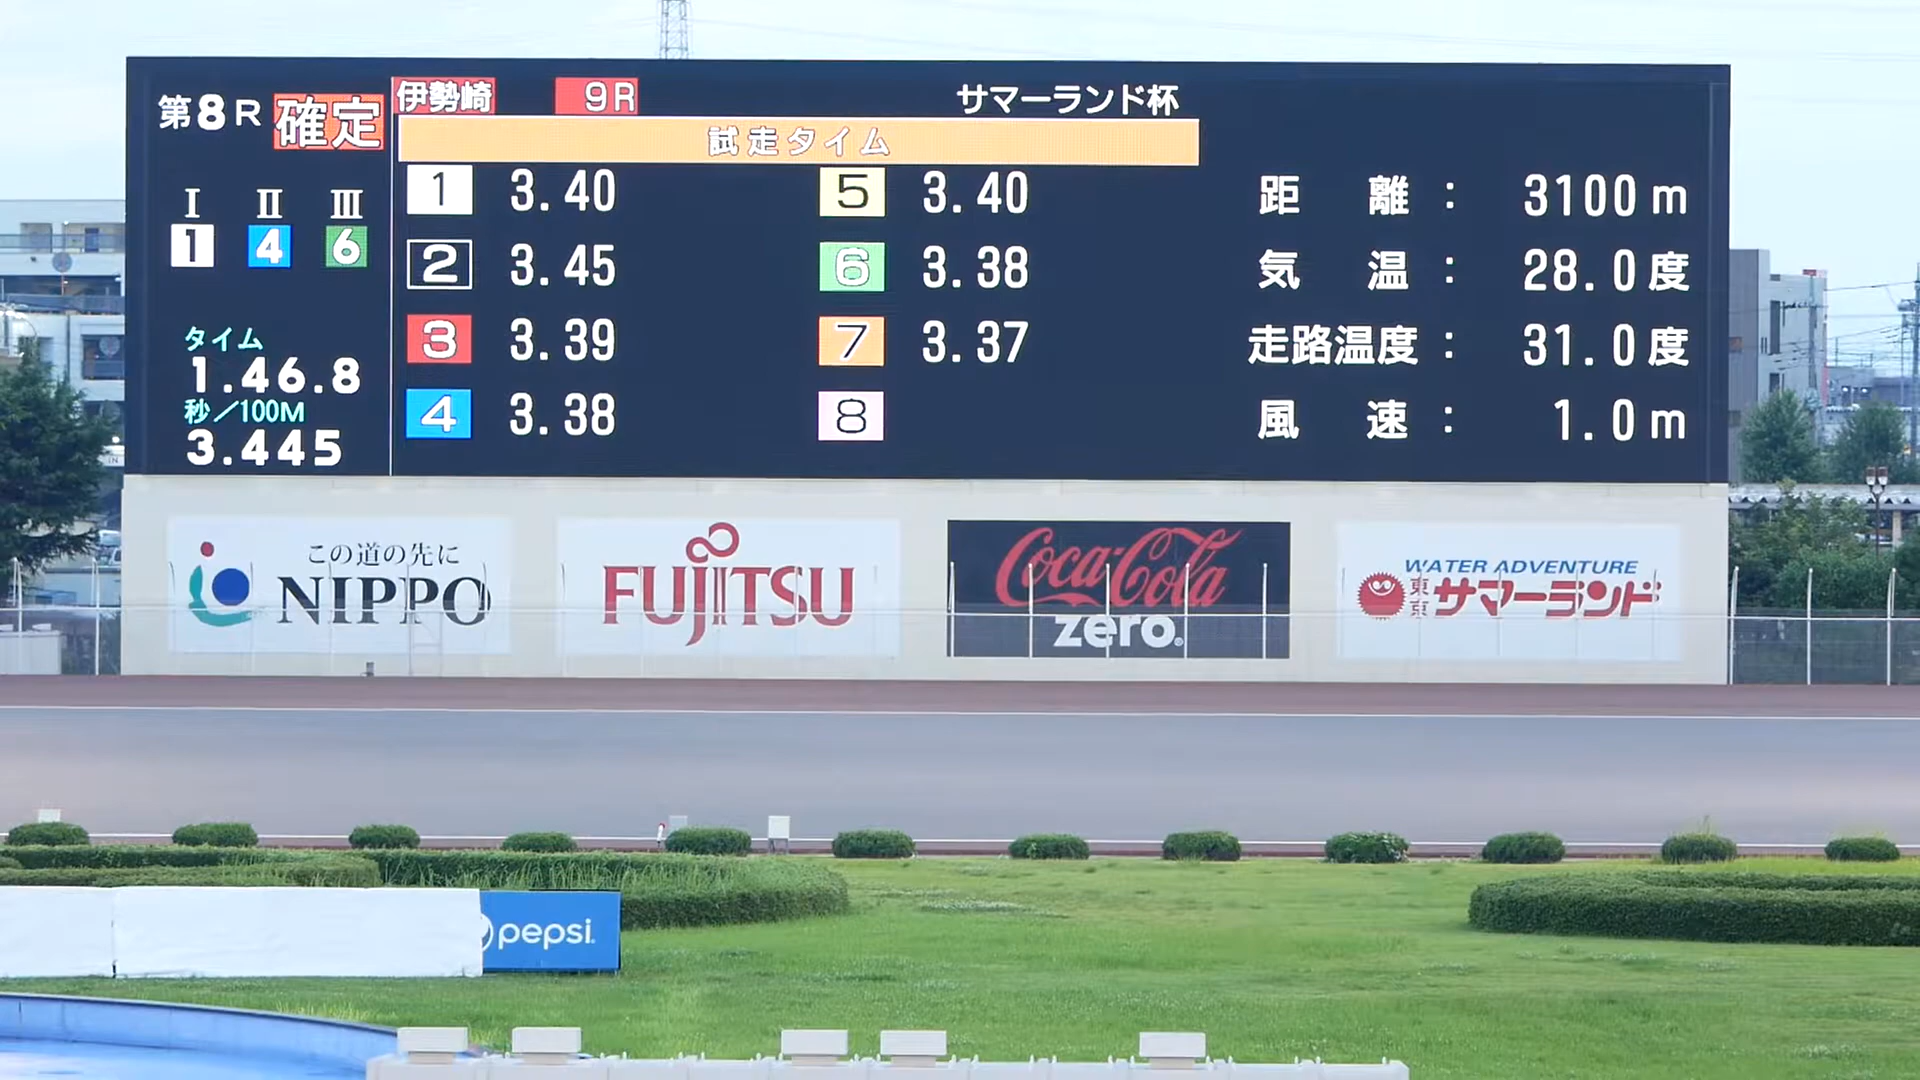 第8R 確定
I II III
1 4 6
タイム
1.46.8
秒/100M
3.445
伊勢崎 9R サマーランド杯
試走タイム
1 3.40 5 3.40
2 3.45 6 3.38
3 3.39 7 3.37
4 3.38 8
距離: 3100m
気温: 28.0度
走路温度: 31.0度
風速: 1.0m
この道の先に
NIPPO
FUJITSU
Coca-Cola
zero
WATER ADVENTURE
東京サマーランド
pepsi